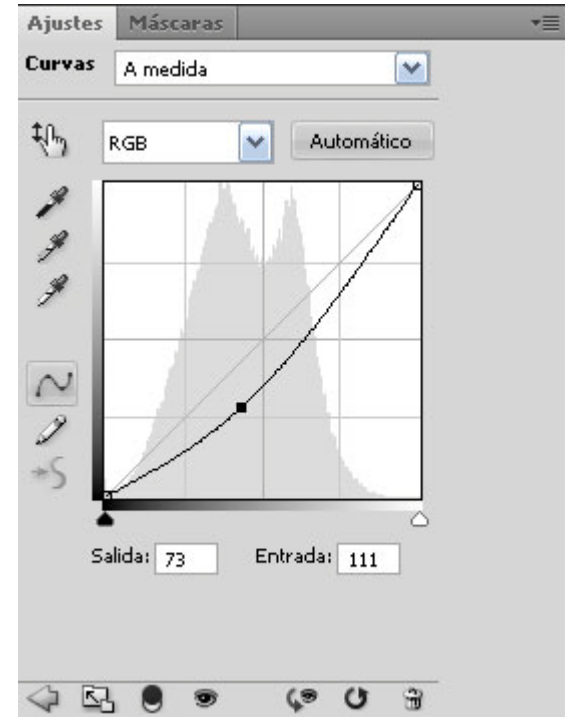 Ajustes Máscaras
Curvas A medida
RGB Automático
Salida: 73 Entrada: 111